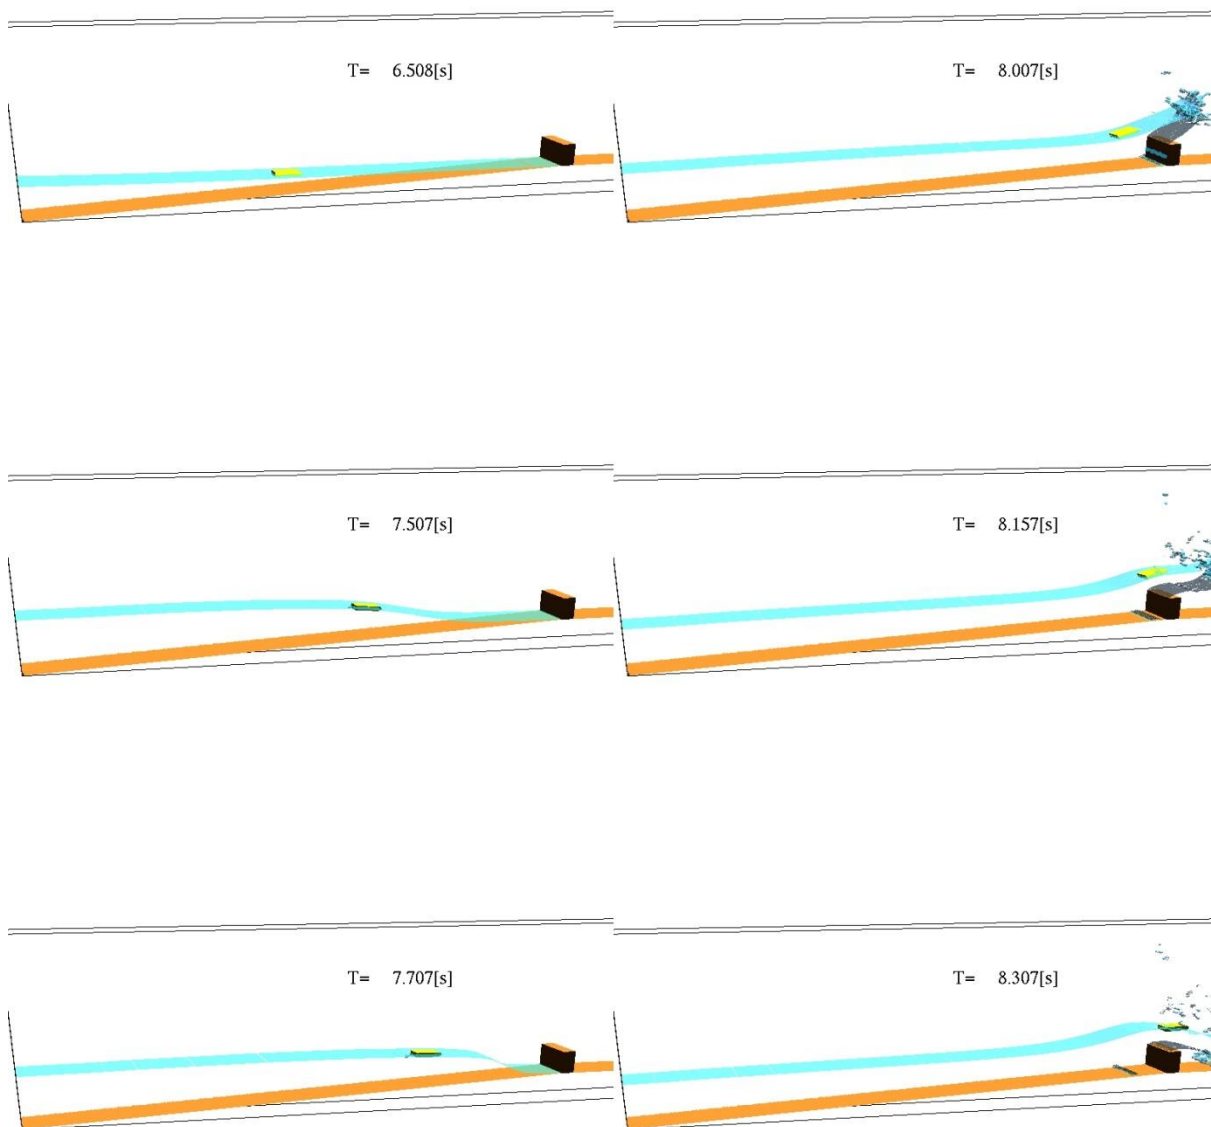 T= 6.508[s]
T= 8.007[s]
T= 7.507[s]
T= 8.157[s]
T= 7.707[s]
T= 8.307[s]